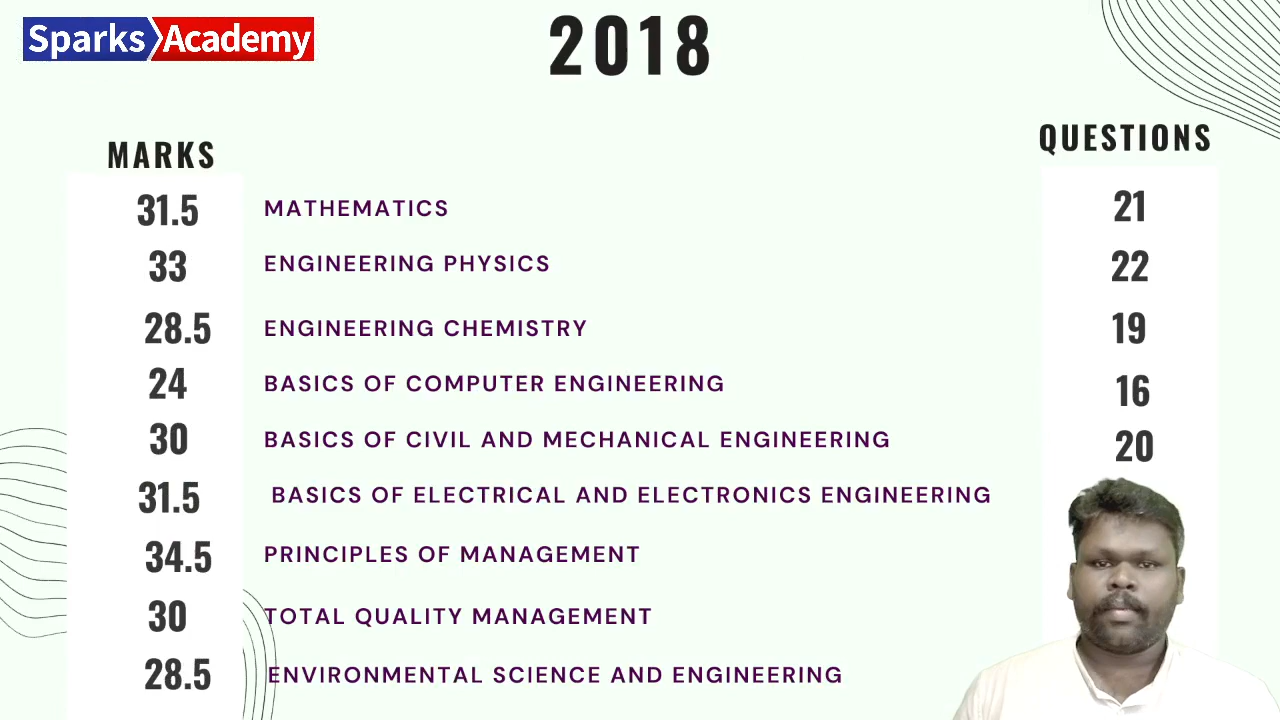 Sparks Academy
2018
MARKS QUESTIONS
31.5 MATHEMATICS 21
33 ENGINEERING PHYSICS 22
28.5 ENGINEERING CHEMISTRY 19
24 BASICS OF COMPUTER ENGINEERING 16
30 BASICS OF CIVIL AND MECHANICAL ENGINEERING 20
31.5 BASICS OF ELECTRICAL AND ELECTRONICS ENGINEERING
34.5 PRINCIPLES OF MANAGEMENT
30 TOTAL QUALITY MANAGEMENT
28.5 ENVIRONMENTAL SCIENCE AND ENGINEERING